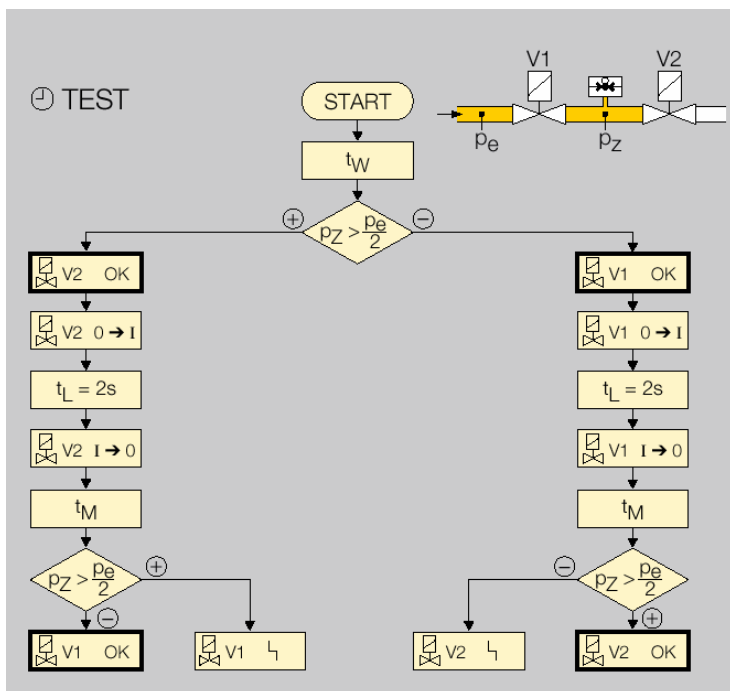 V1 V2
TEST
START
pe pz
tW
+ pZ > pe/2 −
V2 OK
V1 OK
V2 0 ➔ I
V1 0 ➔ I
tL = 2s
tL = 2s
V2 I ➔ 0
V1 I ➔ 0
tM
tM
pZ > pe/2 +
− pZ > pe/2
−
+
V1 OK
V1
V2
V2 OK